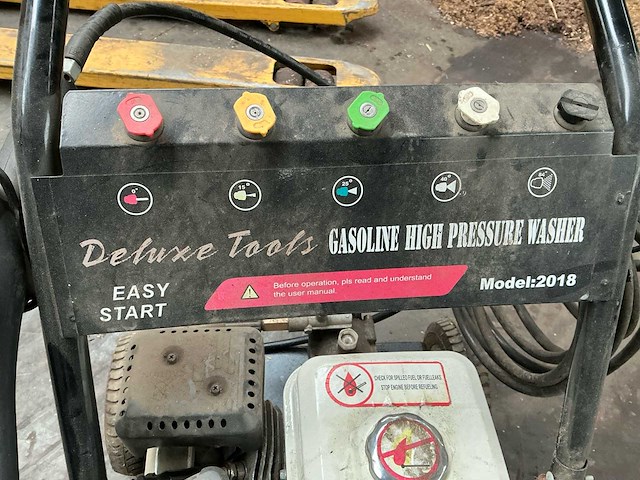 0°
15°
25°
40°
Deluxe Tools GASOLINE HIGH PRESSURE WASHER
EASY
START
Before operation, pls read and understand
the user manual.
Model:2018
CHECK FOR SPILLED FUEL OR FUEL LEAKS
STOP ENGINE BEFORE REFUELING.